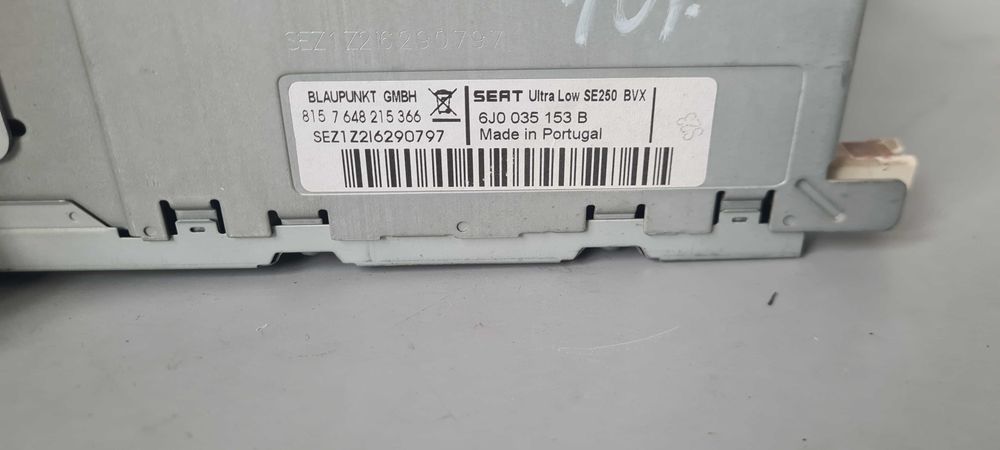 SEZ1Z2I6290797
BLAUPUNKT GMBH
815 7 648 215 366
SEZ1Z2I6290797
SEAT Ultra Low SE250 BVX
6J0 035 153 B
Made in Portugal